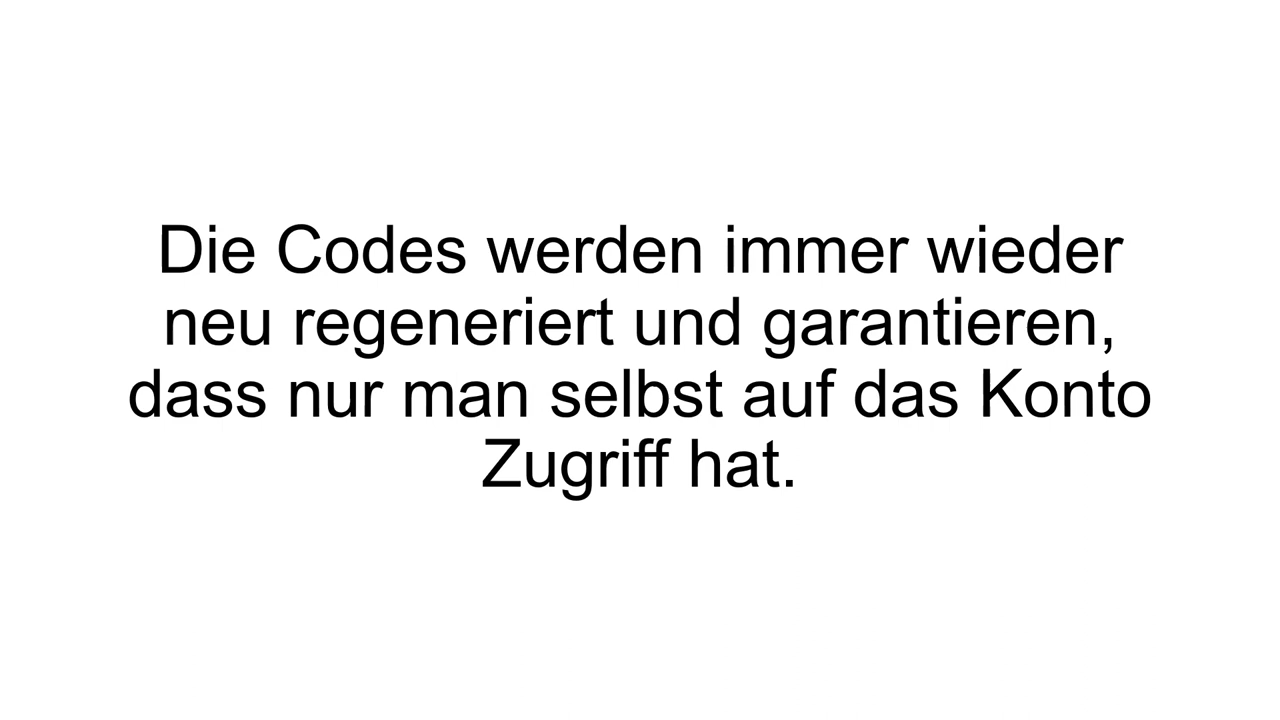 Die Codes werden immer wieder
neu regeneriert und garantieren,
dass nur man selbst auf das Konto
Zugriff hat.